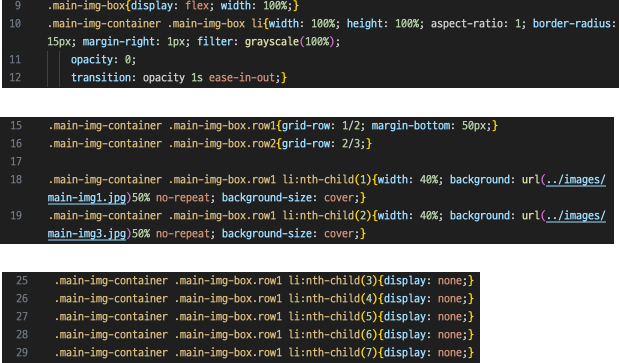 9 .main-img-box{display: flex; width: 100%;}
10 .main-img-container .main-img-box li{width: 100%; height: 100%; aspect-ratio: 1; border-radius:
15px; margin-right: 1px; filter: grayscale(100%);
11 opacity: 0;
12 transition: opacity 1s ease-in-out;}
15 .main-img-container .main-img-box.row1{grid-row: 1/2; margin-bottom: 50px;}
16 .main-img-container .main-img-box.row2{grid-row: 2/3;}
17
18 .main-img-container .main-img-box.row1 li:nth-child(1){width: 40%; background: url(../images/
main-img1.jpg)50% no-repeat; background-size: cover;}
19 .main-img-container .main-img-box.row1 li:nth-child(2){width: 40%; background: url(../images/
main-img3.jpg)50% no-repeat; background-size: cover;}
25 .main-img-container .main-img-box.row1 li:nth-child(3){display: none;}
26 .main-img-container .main-img-box.row1 li:nth-child(4){display: none;}
27 .main-img-container .main-img-box.row1 li:nth-child(5){display: none;}
28 .main-img-container .main-img-box.row1 li:nth-child(6){display: none;}
29 .main-img-container .main-img-box.row1 li:nth-child(7){display: none;}